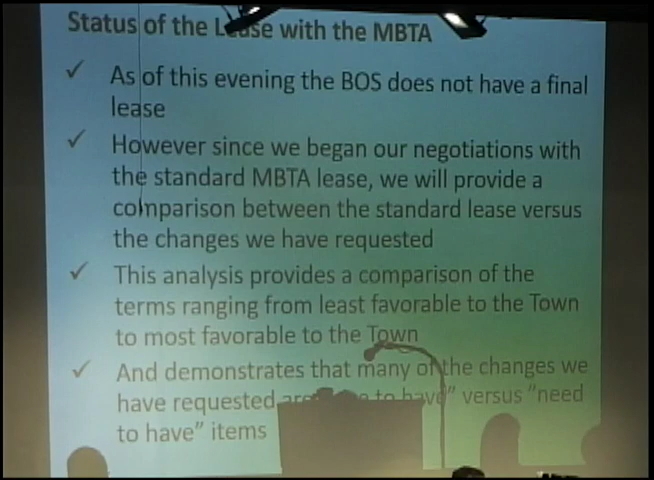 Status of the Lease with the MBTA
✓ As of this evening the BOS does not have a final
lease
✓ However since we began our negotiations with
the standard MBTA lease, we will provide a
comparison between the standard lease versus
the changes we have requested
✓ This analysis provides a comparison of the
terms ranging from least favorable to the Town
to most favorable to the Town
✓ And demonstrates that many of the changes we
have requested are to have" versus "need
to have" items